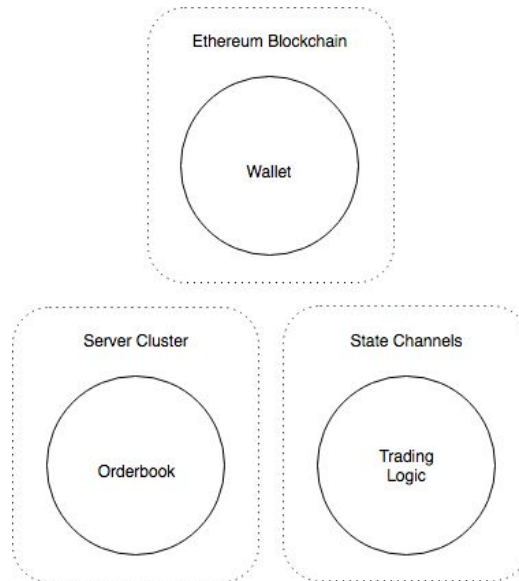 Ethereum Blockchain
Wallet
Server Cluster
Orderbook
State Channels
Trading
Logic